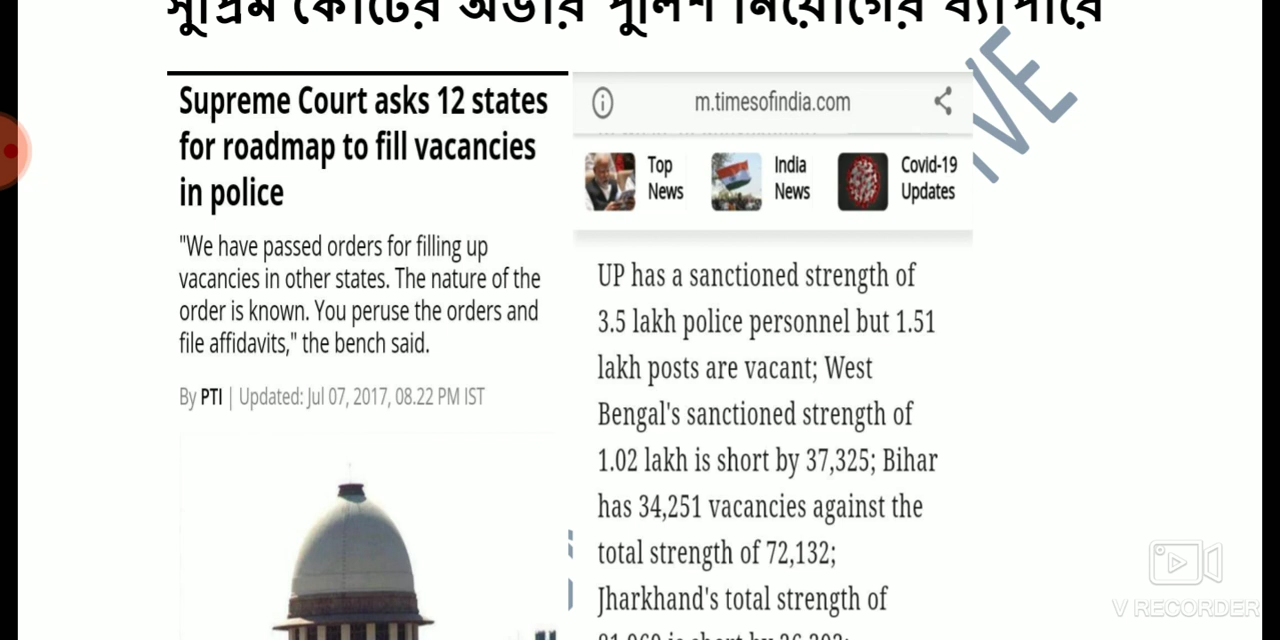 সুপ্রিম কোর্টের অর্ডার পুলিশ নিয়োগের ব্যাপারে
Supreme Court asks 12 states
for roadmap to fill vacancies
in police
"We have passed orders for filling up
vacancies in other states. The nature of the
order is known. You peruse the orders and
file affidavits," the bench said.
By PTI | Updated: Jul 07, 2017, 08.22 PM IST
m.timesofindia.com
Top
News
India
News
Covid-19
Updates
UP has a sanctioned strength of
3.5 lakh police personnel but 1.51
lakh posts are vacant; West
Bengal's sanctioned strength of
1.02 lakh is short by 37,325; Bihar
has 34,251 vacancies against the
total strength of 72,132;
Jharkhand's total strength of
is short by
V RECORDER